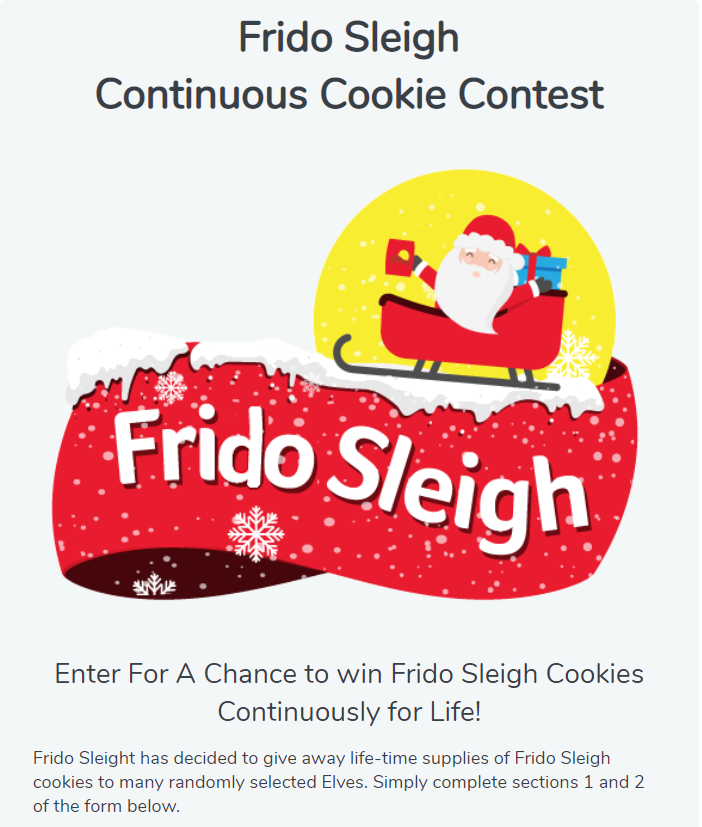 Frido Sleigh
Continuous Cookie Contest
Frido Sleigh
Enter For A Chance to win Frido Sleigh Cookies
Continuously for Life!
Frido Sleight has decided to give away life-time supplies of Frido Sleigh
cookies to many randomly selected Elves. Simply complete sections 1 and 2
of the form below.